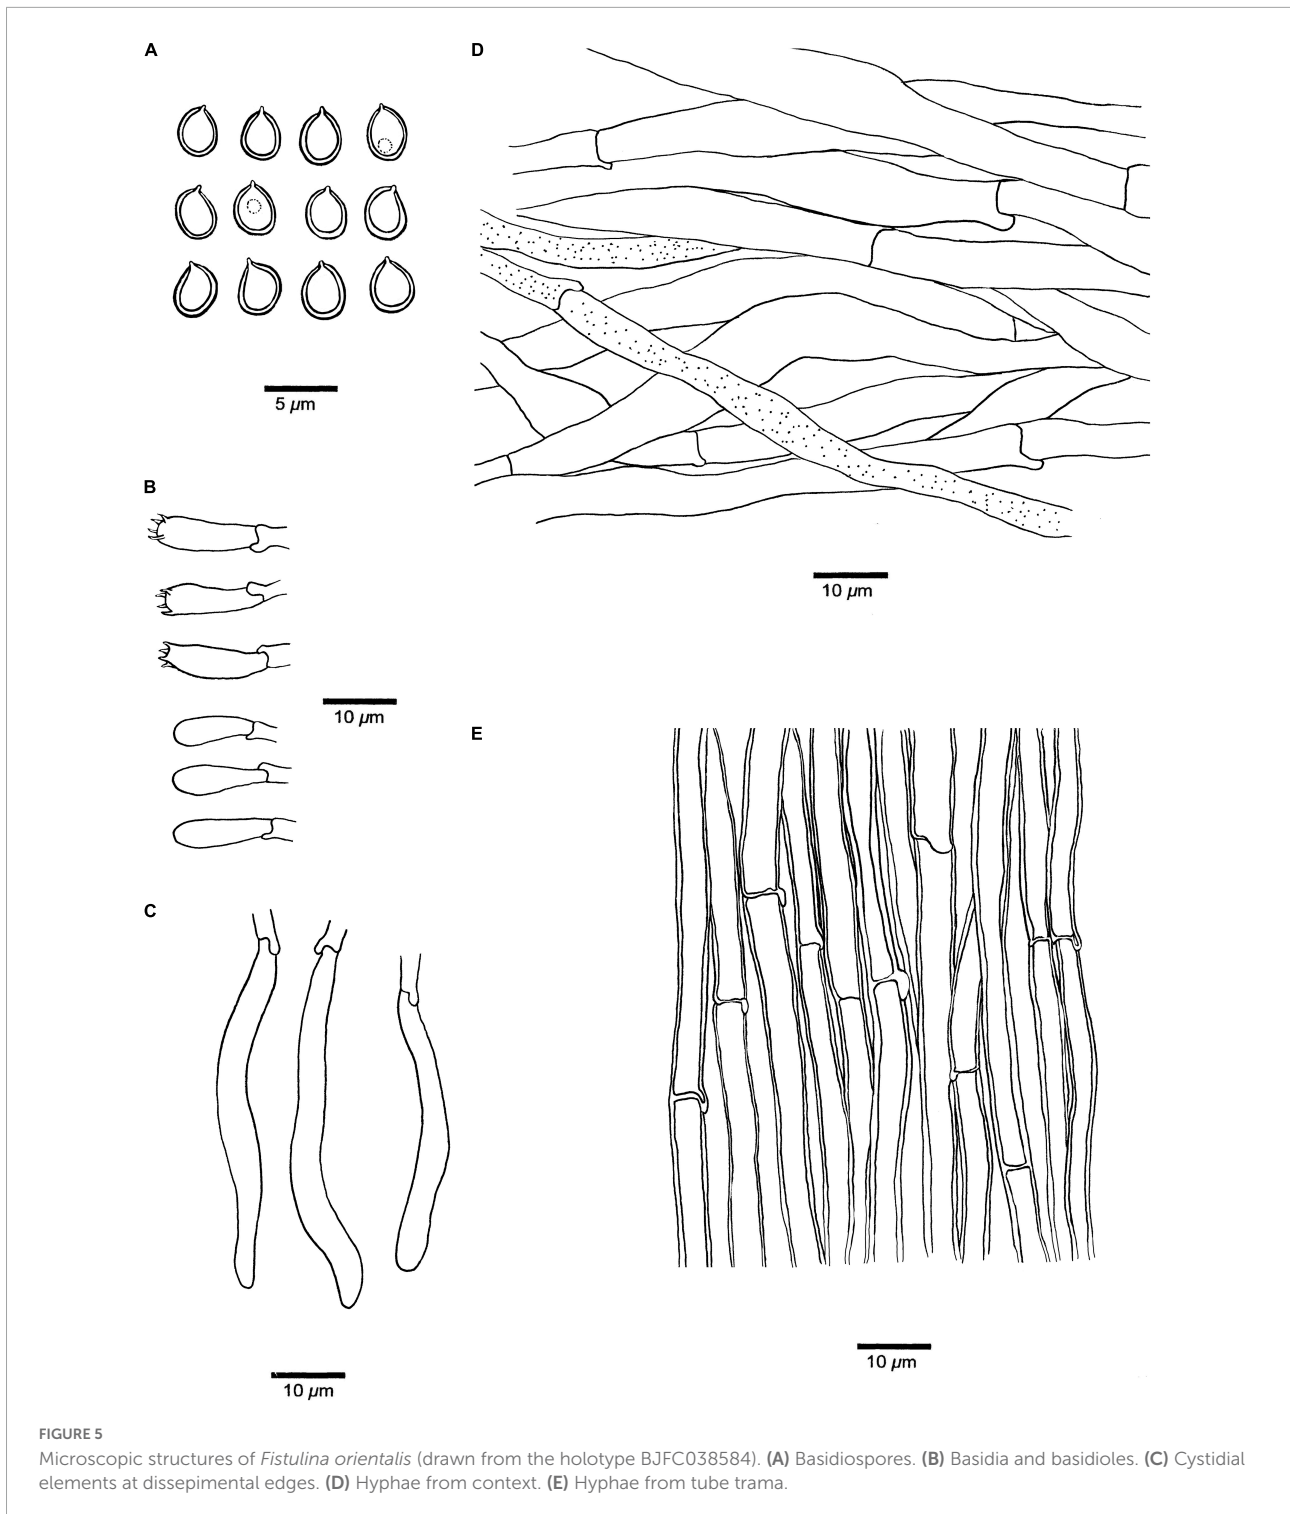 A
D
5 µm
B
10 µm
10 µm
E
C
10 µm
10 µm
FIGURE 5
Microscopic structures of Fistulina orientalis (drawn from the holotype BJFC038584). (A) Basidiospores. (B) Basidia and basidioles. (C) Cystidial
elements at dissepimental edges. (D) Hyphae from context. (E) Hyphae from tube trama.